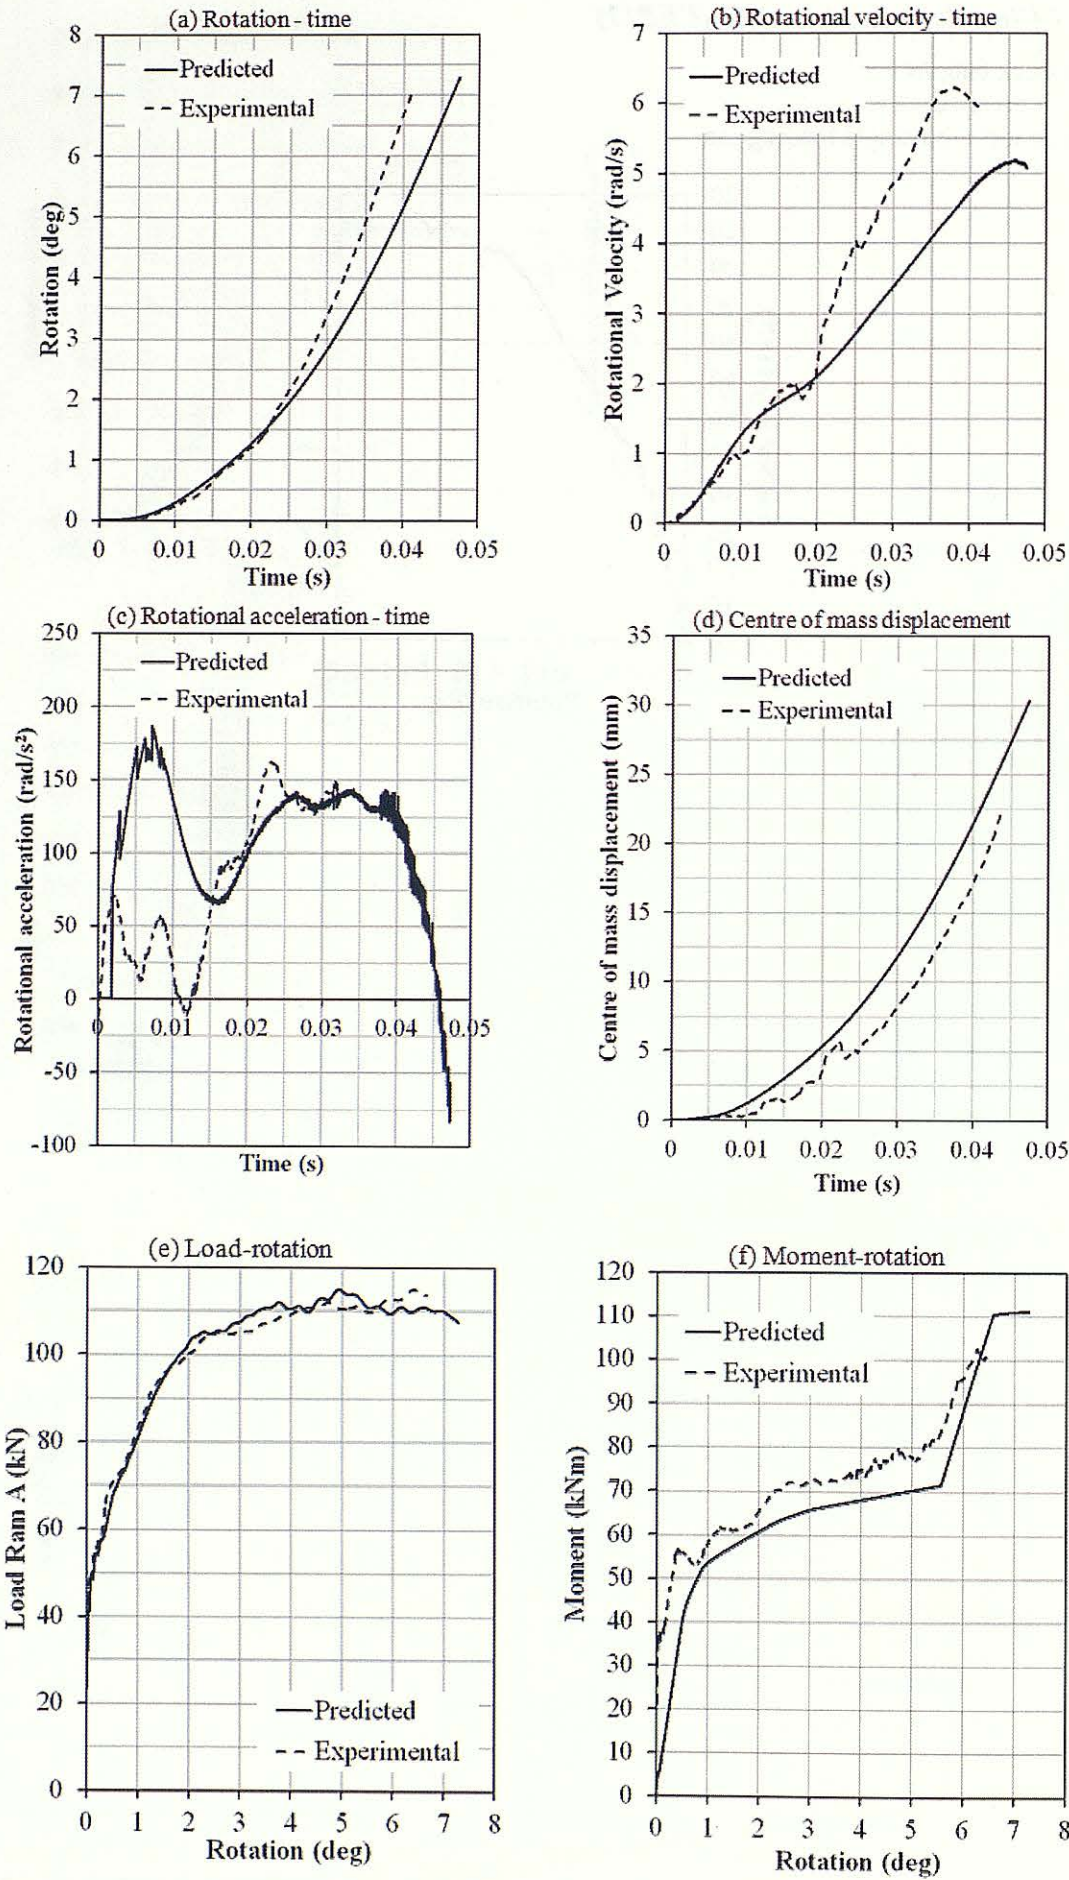 (a) Rotation - time
8
7
6
5
4
3
2
1
0
Rotation (deg)
Predicted
Experimental
0 0.01 0.02 0.03 0.04 0.05
Time (s)
(b) Rotational velocity - time
7
6
5
4
3
2
1
0
Rotational Velocity (rad/s)
Predicted
Experimental
0 0.01 0.02 0.03 0.04 0.05
Time (s)
(c) Rotational acceleration - time
250
200
150
100
50
0
-50
-100
Rotational acceleration (rad/s²)
Predicted
Experimental
0 0.01 0.02 0.03 0.04 0.05
Time (s)
(d) Centre of mass displacement
35
30
25
20
15
10
5
0
Centre of mass displacement (mm)
Predicted
Experimental
0 0.01 0.02 0.03 0.04 0.05
Time (s)
(e) Load-rotation
120
100
80
60
40
20
0
Load Ram A (kN)
Predicted
Experimental
0 1 2 3 4 5 6 7 8
Rotation (deg)
(f) Moment-rotation
120
110
100
90
80
70
60
50
40
30
20
10
0
Moment (kNm)
Predicted
Experimental
0 1 2 3 4 5 6 7 8
Rotation (deg)